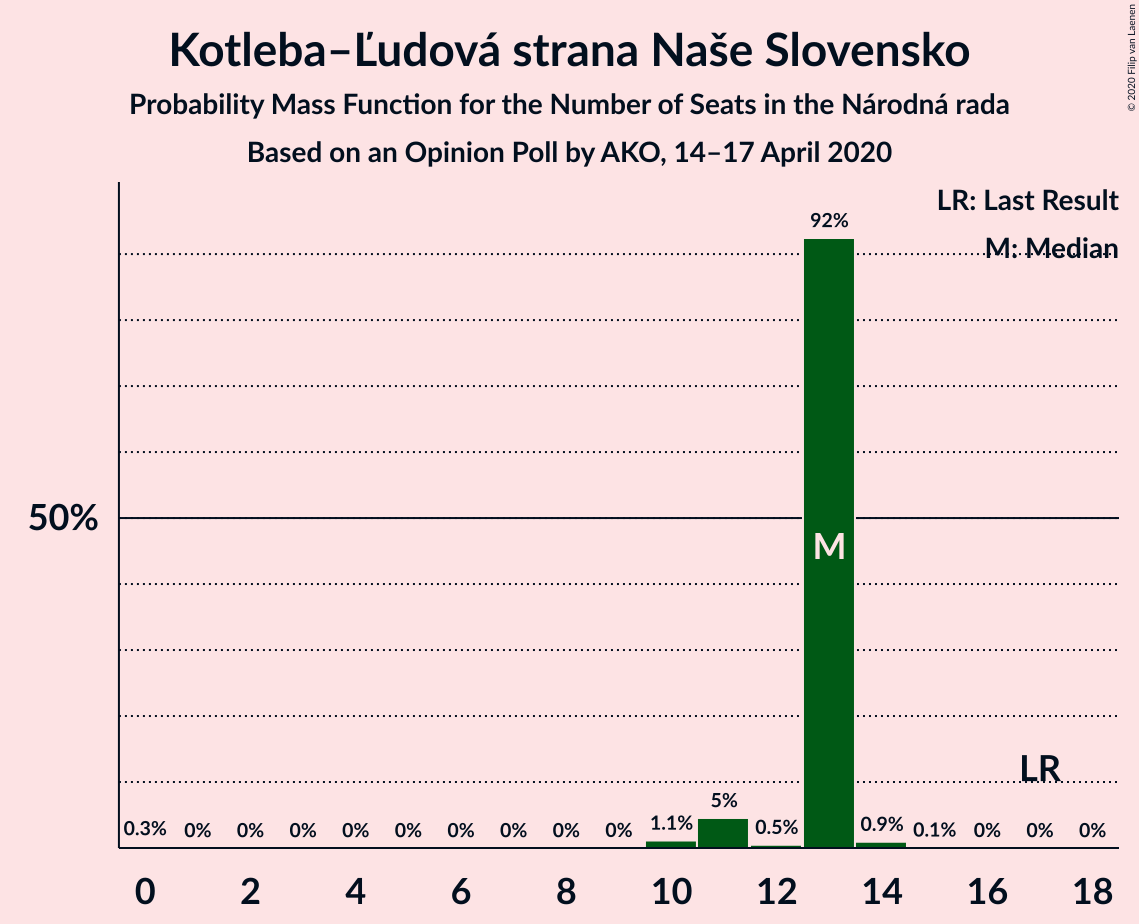 Kotleba–Ľudová strana Naše Slovensko
Probability Mass Function for the Number of Seats in the Národná rada
Based on an Opinion Poll by AKO, 14–17 April 2020
© 2020 Filip van Laenen
LR: Last Result
M: Median
92%
50%
M
LR
0.3% 0% 0% 0% 0% 0% 0% 0% 0% 0% 1.1% 5% 0.5% 0.9% 0.1% 0% 0% 0%
0 2 4 6 8 10 12 14 16 18